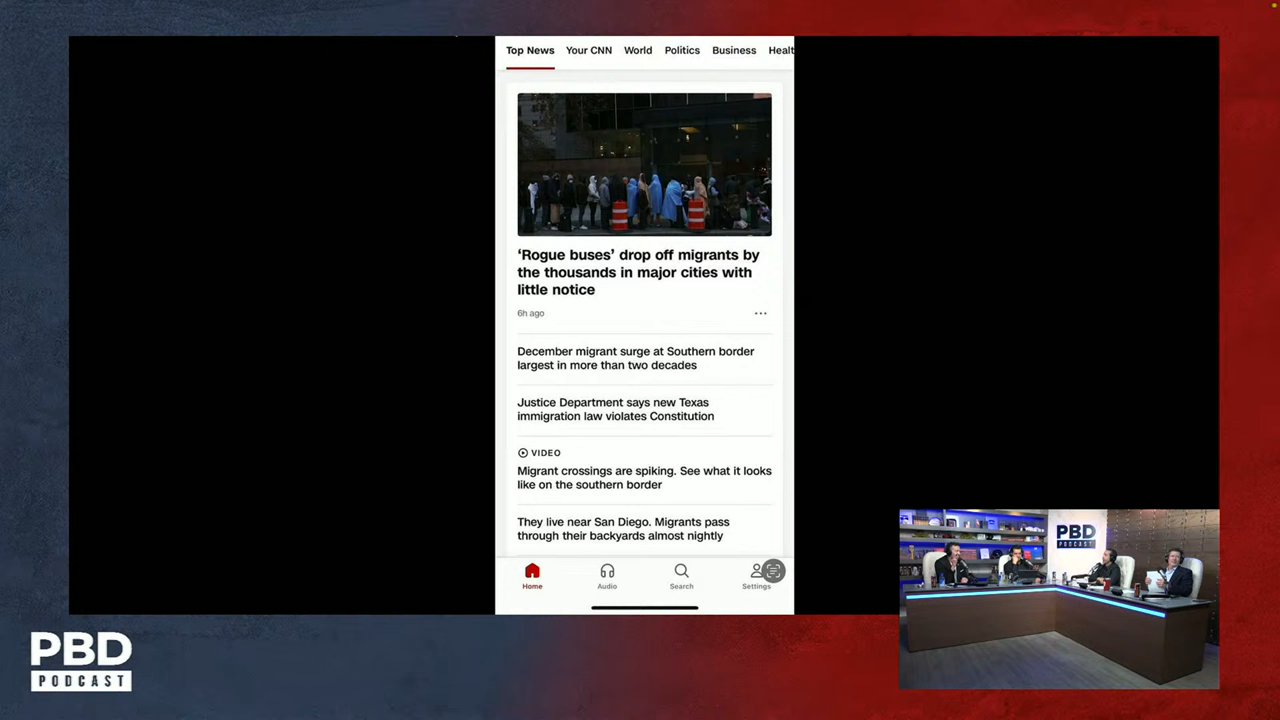 Top News Your CNN World Politics Business Healt
‘Rogue buses’ drop off migrants by
the thousands in major cities with
little notice
6h ago
December migrant surge at Southern border
largest in more than two decades
Justice Department says new Texas
immigration law violates Constitution
VIDEO
Migrant crossings are spiking. See what it looks
like on the southern border
They live near San Diego. Migrants pass
through their backyards almost nightly
Home Audio Search Settings
PBD
PODCAST
PBD
PODCAST